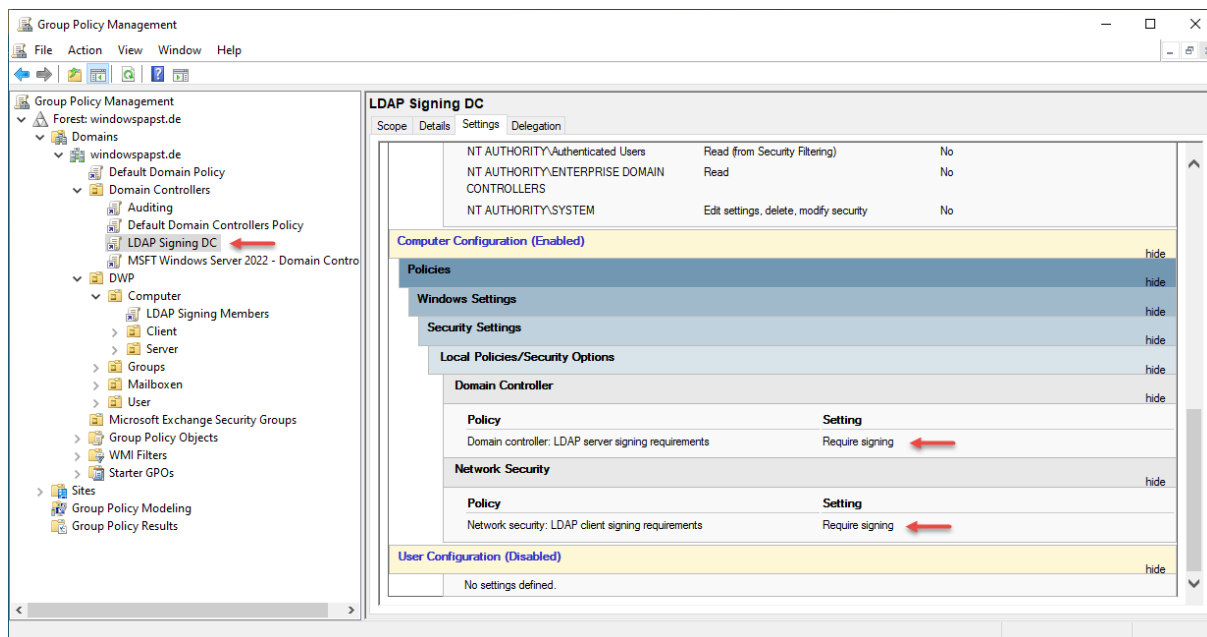 Group Policy Management
File Action View Window Help
Group Policy Management
Forest: windowspapst.de
Domains
windowspapst.de
Default Domain Policy
Domain Controllers
Auditing
Default Domain Controllers Policy
LDAP Signing DC
MSFT Windows Server 2022 - Domain Contro
DWP
Computer
LDAP Signing Members
Client
Server
Groups
Mailboxen
User
Microsoft Exchange Security Groups
Group Policy Objects
WMI Filters
Starter GPOs
Sites
Group Policy Modeling
Group Policy Results
LDAP Signing DC
Scope Details Settings Delegation
NT AUTHORITY\Authenticated Users Read (from Security Filtering) No
NT AUTHORITY\ENTERPRISE DOMAIN Read No
CONTROLLERS
NT AUTHORITY\SYSTEM Edit settings, delete, modify security No
Computer Configuration (Enabled)
hide
Policies
hide
Windows Settings
hide
Security Settings
hide
Local Policies/Security Options
hide
Domain Controller
hide
Policy Setting
Domain controller: LDAP server signing requirements Require signing
Network Security
hide
Policy Setting
Network security: LDAP client signing requirements Require signing
User Configuration (Disabled)
hide
No settings defined.